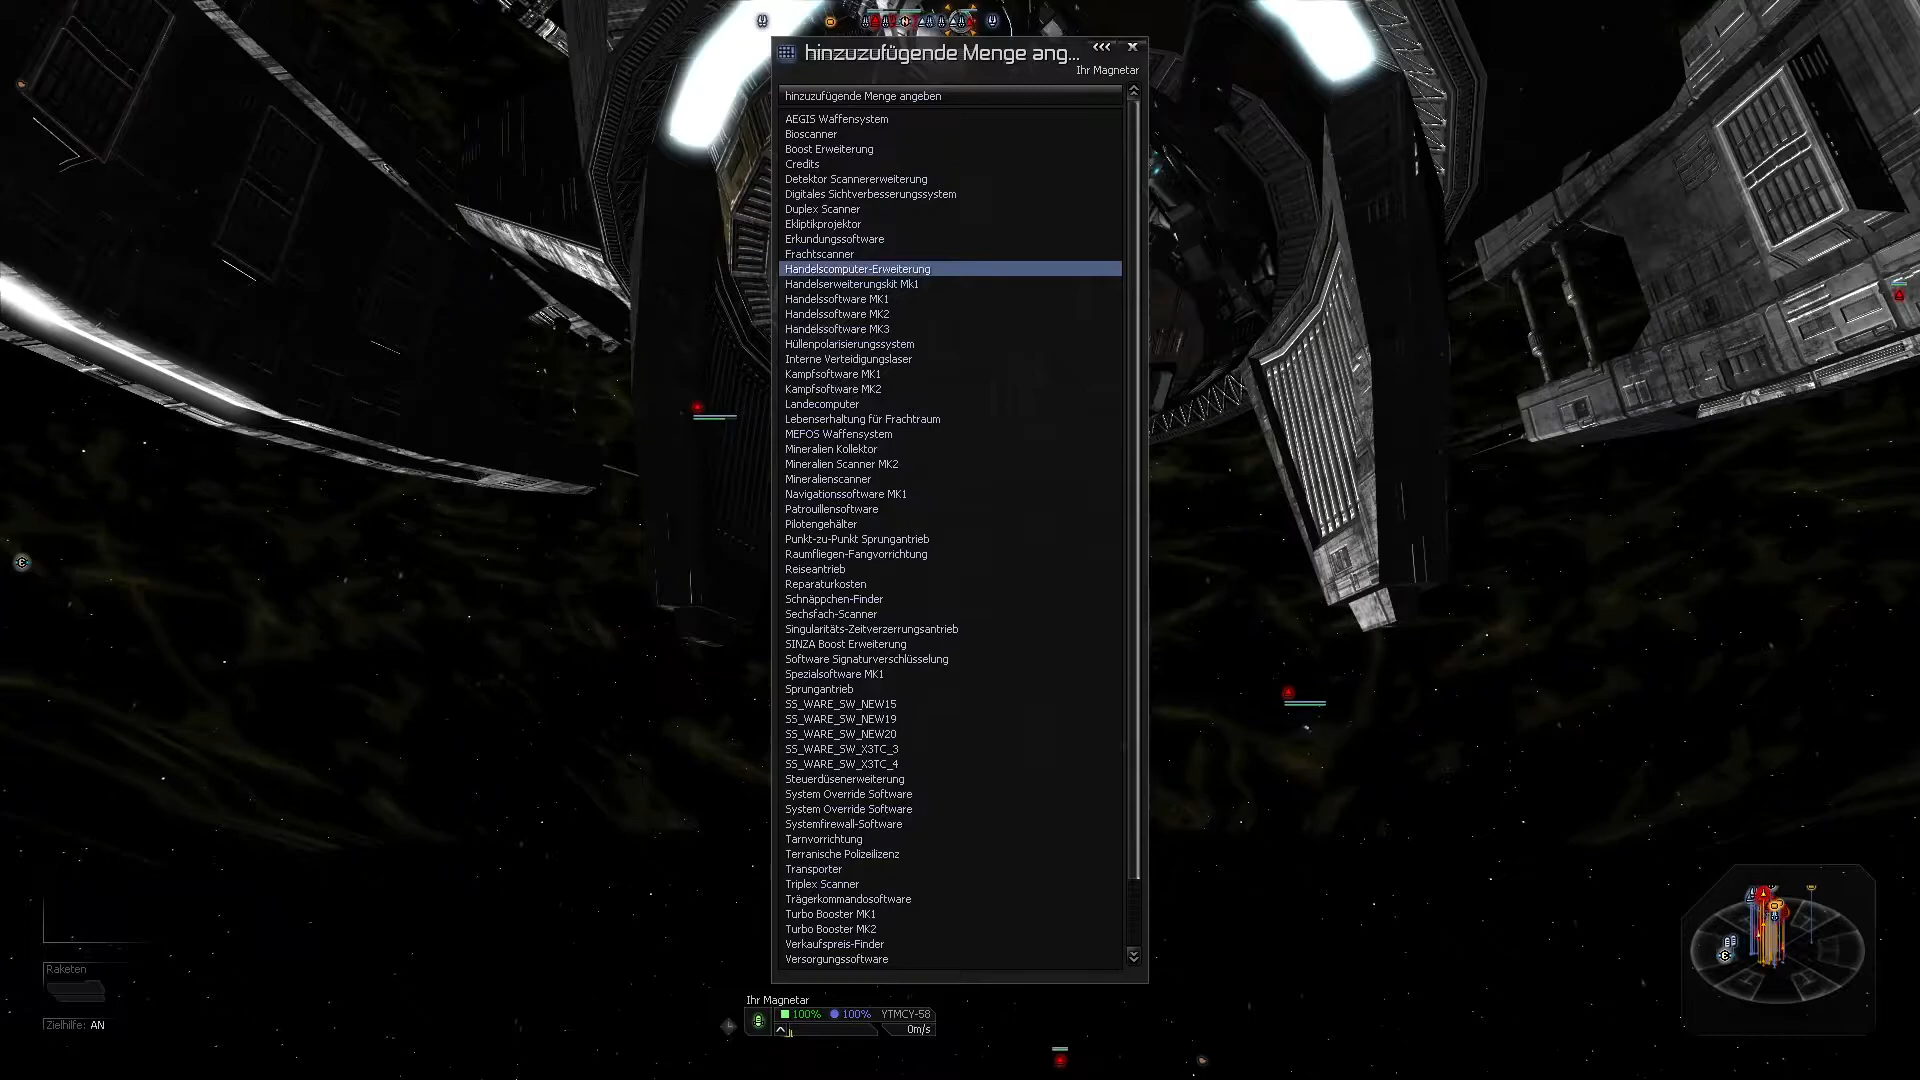 hinzuzufügende Menge ang...
Ihr Magnetar
hinzuzufügende Menge angeben
AEGIS Waffensystem
Bioscanner
Boost Erweiterung
Credits
Detektor Scannererweiterung
Digitales Sichtverbesserungssystem
Duplex Scanner
Ekliptikprojektor
Erkundungssoftware
Frachtscanner
Handelscomputer-Erweiterung
Handelserweiterungskit Mk1
Handelssoftware MK1
Handelssoftware MK2
Handelssoftware MK3
Hüllenpolarisierungssystem
Interne Verteidigungslaser
Kampfsoftware MK1
Kampfsoftware MK2
Landecomputer
Lebenserhaltung für Frachtraum
MEFOS Waffensystem
Mineralien Kollektor
Mineralien Scanner MK2
Mineralienscanner
Navigationssoftware MK1
Patrouillensoftware
Pilotengehälter
Punkt-zu-Punkt Sprungantrieb
Raumfliegen-Fangvorrichtung
Reiseantrieb
Reparaturkosten
Schnäppchen-Finder
Sechsfach-Scanner
Singularitäts-Zeitverzerrungsantrieb
SINZA Boost Erweiterung
Software Signaturverschlüsselung
Spezialsoftware MK1
Sprungantrieb
SS_WARE_SW_NEW15
SS_WARE_SW_NEW19
SS_WARE_SW_NEW20
SS_WARE_SW_X3TC_3
SS_WARE_SW_X3TC_4
Steuerdüsenerweiterung
System Override Software
System Override Software
Systemfirewall-Software
Tarnvorrichtung
Terranische Polizeilizenz
Transporter
Triplex Scanner
Trägerkommandosoftware
Turbo Booster MK1
Turbo Booster MK2
Verkaufspreis-Finder
Versorgungssoftware
Raketen
Zielhilfe: AN
Ihr Magnetar
100% 100% YTMCY-58
0m/s